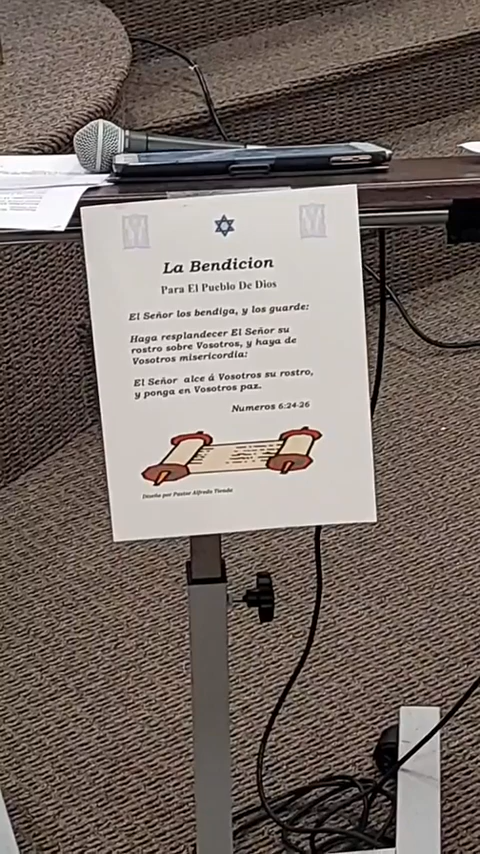 La Bendicion
Para El Pueblo De Dios
El Señor los bendiga, y los guarde:
Haga resplandecer El Señor su
rostro sobre Vosotros, y haya de
Vosotros misericordia:
El Señor alce á Vosotros su rostro,
y ponga en Vosotros paz.
Numeros 6:24-26
Diseño por Pastor Alfredo